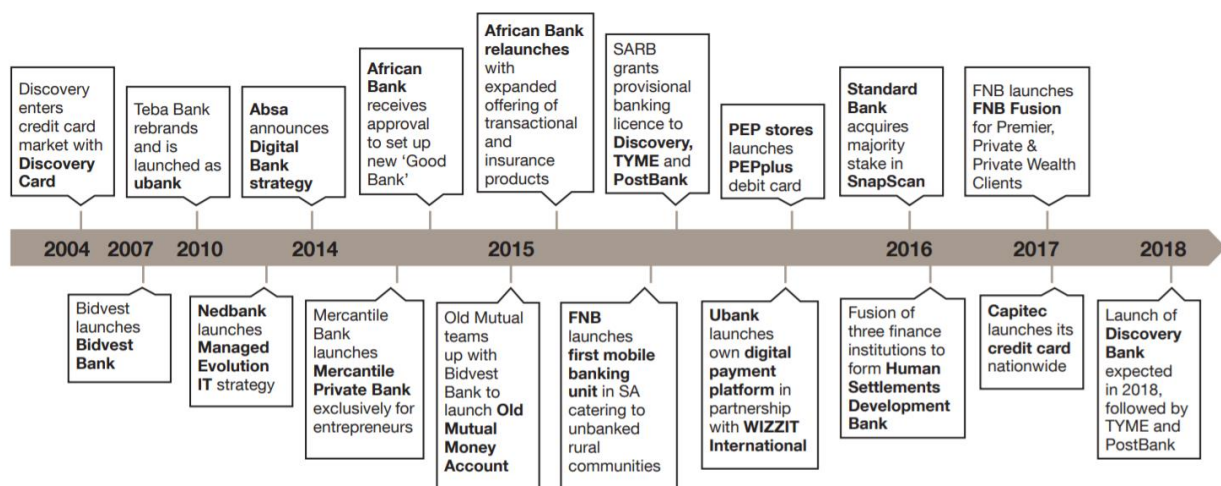 Discovery
enters
credit card
market with
Discovery
Card
Teba Bank
rebrands
and is
launched as
ubank
Absa
announces
Digital
Bank
strategy
African
Bank
receives
approval
to set up
new ‘Good
Bank’
African Bank
relaunches
with
expanded
offering of
transactional
and
insurance
products
SARB
grants
provisional
banking
licence to
Discovery,
TYME and
PostBank
PEP stores
launches
PEPplus
debit card
Standard
Bank
acquires
majority
stake in
SnapScan
FNB launches
FNB Fusion
for Premier,
Private &
Private Wealth
Clients
2004 2007 2010 2014 2015 2016 2017 2018
Bidvest
launches
Bidvest
Bank
Nedbank
launches
Managed
Evolution
IT strategy
Mercantile
Bank
launches
Mercantile
Private Bank
exclusively for
entrepreneurs
Old Mutual
teams
up with
Bidvest
Bank to
launch Old
Mutual
Money
Account
FNB
launches
first mobile
banking
unit in SA
catering to
unbanked
rural
communities
Ubank
launches
own digital
payment
platform in
partnership
with WIZZIT
International
Fusion of
three finance
institutions to
form Human
Settlements
Development
Bank
Capitec
launches its
credit card
nationwide
Launch of
Discovery
Bank
expected
in 2018,
followed by
TYME and
PostBank